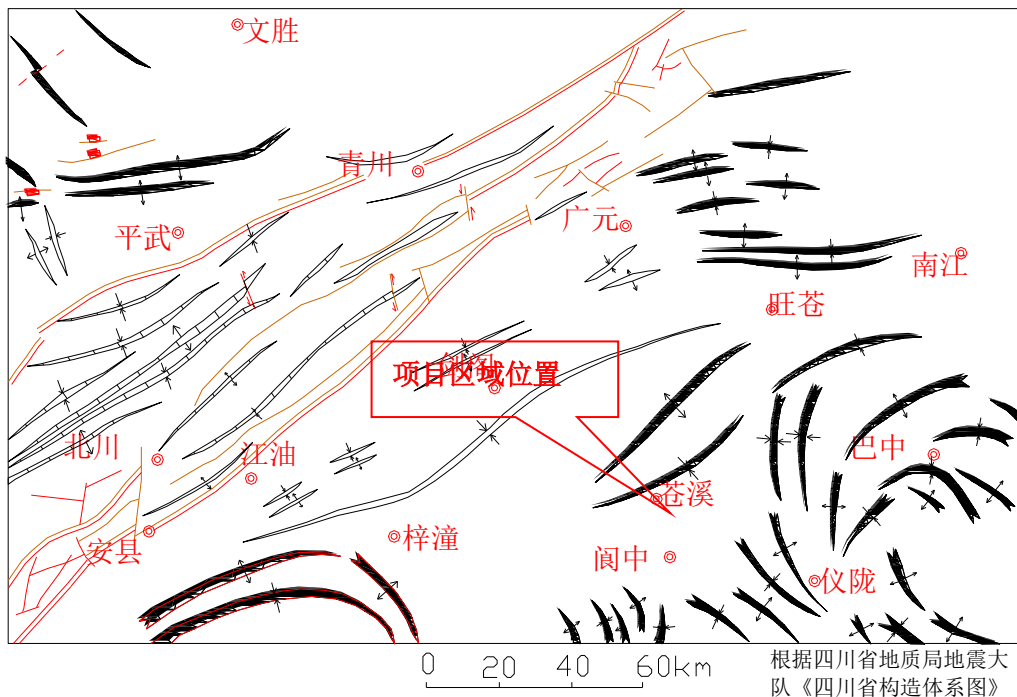 文胜
青川
平武
广元
南江
旺苍
剑阁
项目区域位置
北川
江油
巴中
苍溪
安县
梓潼
阆中
仪陇
0 20 40 60km
根据四川省地质局地震大
队《四川省构造体系图》